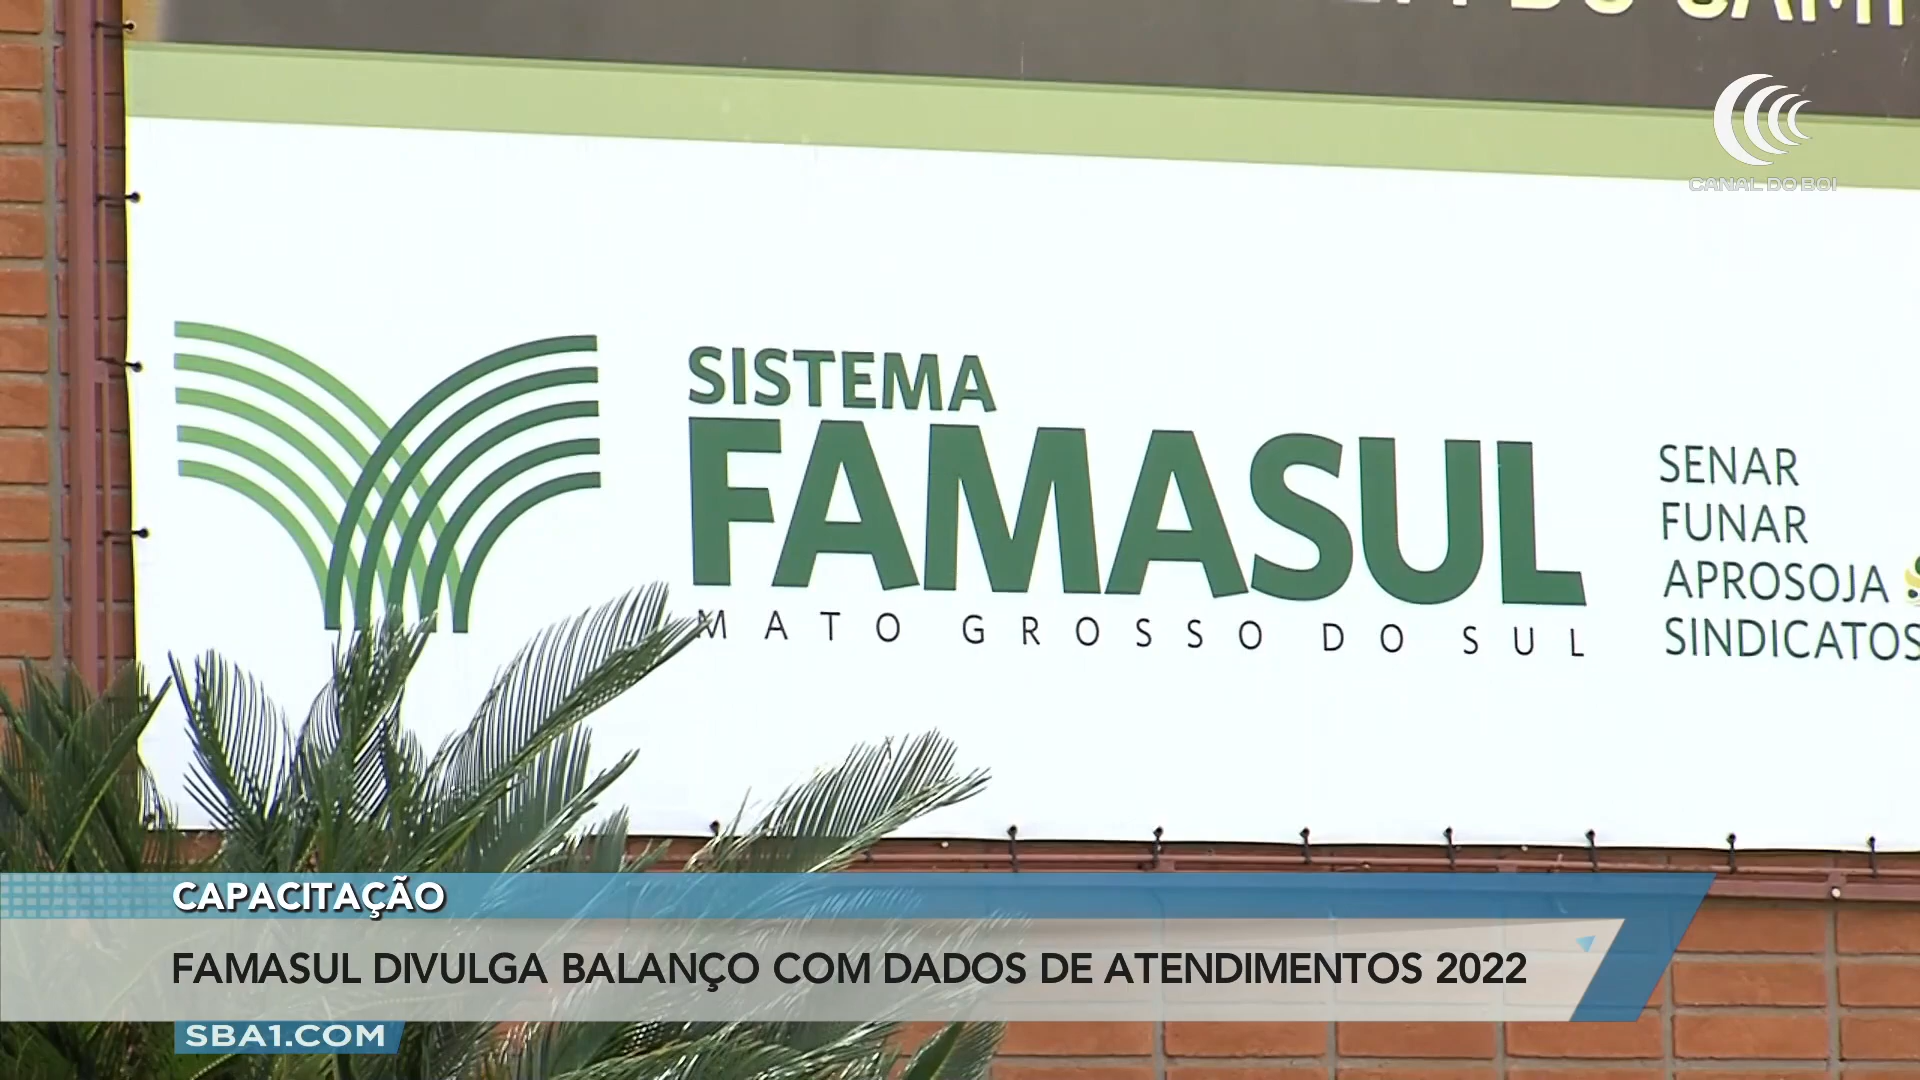 CANAL DO BOI
SISTEMA
FAMASUL
MATO GROSSO DO SUL
SENAR
FUNAR
APROSOJA
SINDICATOS
CAPACITAÇÃO
FAMASUL DIVULGA BALANÇO COM DADOS DE ATENDIMENTOS 2022
SBA1.COM